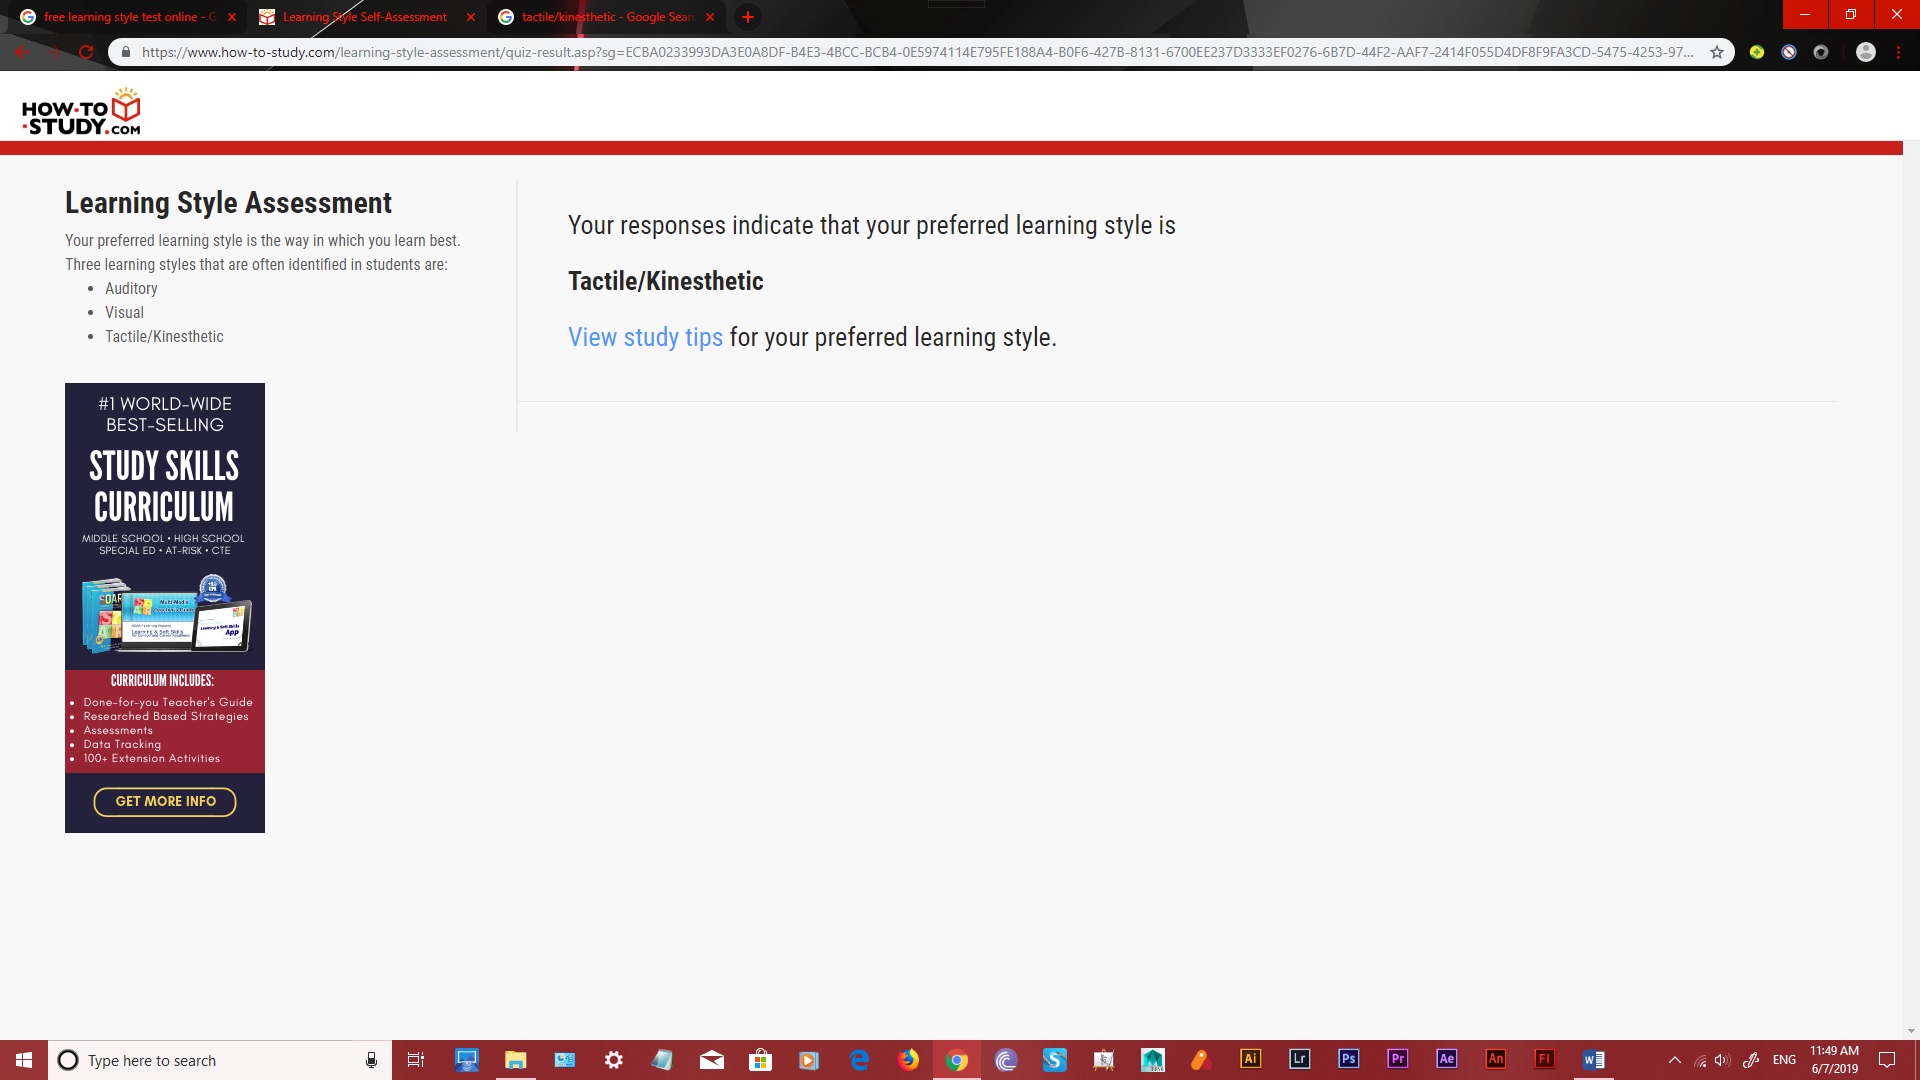 free learning style test online - G
Learning Style Self-Assessment
tactile/kinesthetic - Google Sear
https://www.how-to-study.com/learning-style-assessment/quiz-result.asp?sg=ECBA0233993DA3E0A8DF-B4E3-4BCC-BCB4-0E5974114E795FE188A4-B0F6-427B-8131-6700EE237D3333EF0276-6B7D-44F2-AAF7-2414F055D4DF8F9FA3CD-5475-4253-97...
HOW-TO
-STUDY.COM
Learning Style Assessment
Your preferred learning style is the way in which you learn best.
Three learning styles that are often identified in students are:
• Auditory
• Visual
• Tactile/Kinesthetic
Your responses indicate that your preferred learning style is
Tactile/Kinesthetic
View study tips for your preferred learning style.
#1 WORLD-WIDE
BEST-SELLING
STUDY SKILLS
CURRICULUM
MIDDLE SCHOOL • HIGH SCHOOL
SPECIAL ED • AT-RISK • CTE
CURRICULUM INCLUDES:
• Done-for-you Teacher's Guide
• Researched Based Strategies
• Assessments
• Data Tracking
• 100+ Extension Activities
GET MORE INFO
Type here to search
Ai
Lr
Ps
Pr
Ae
An
Fl
ENG
11:49 AM
6/7/2019